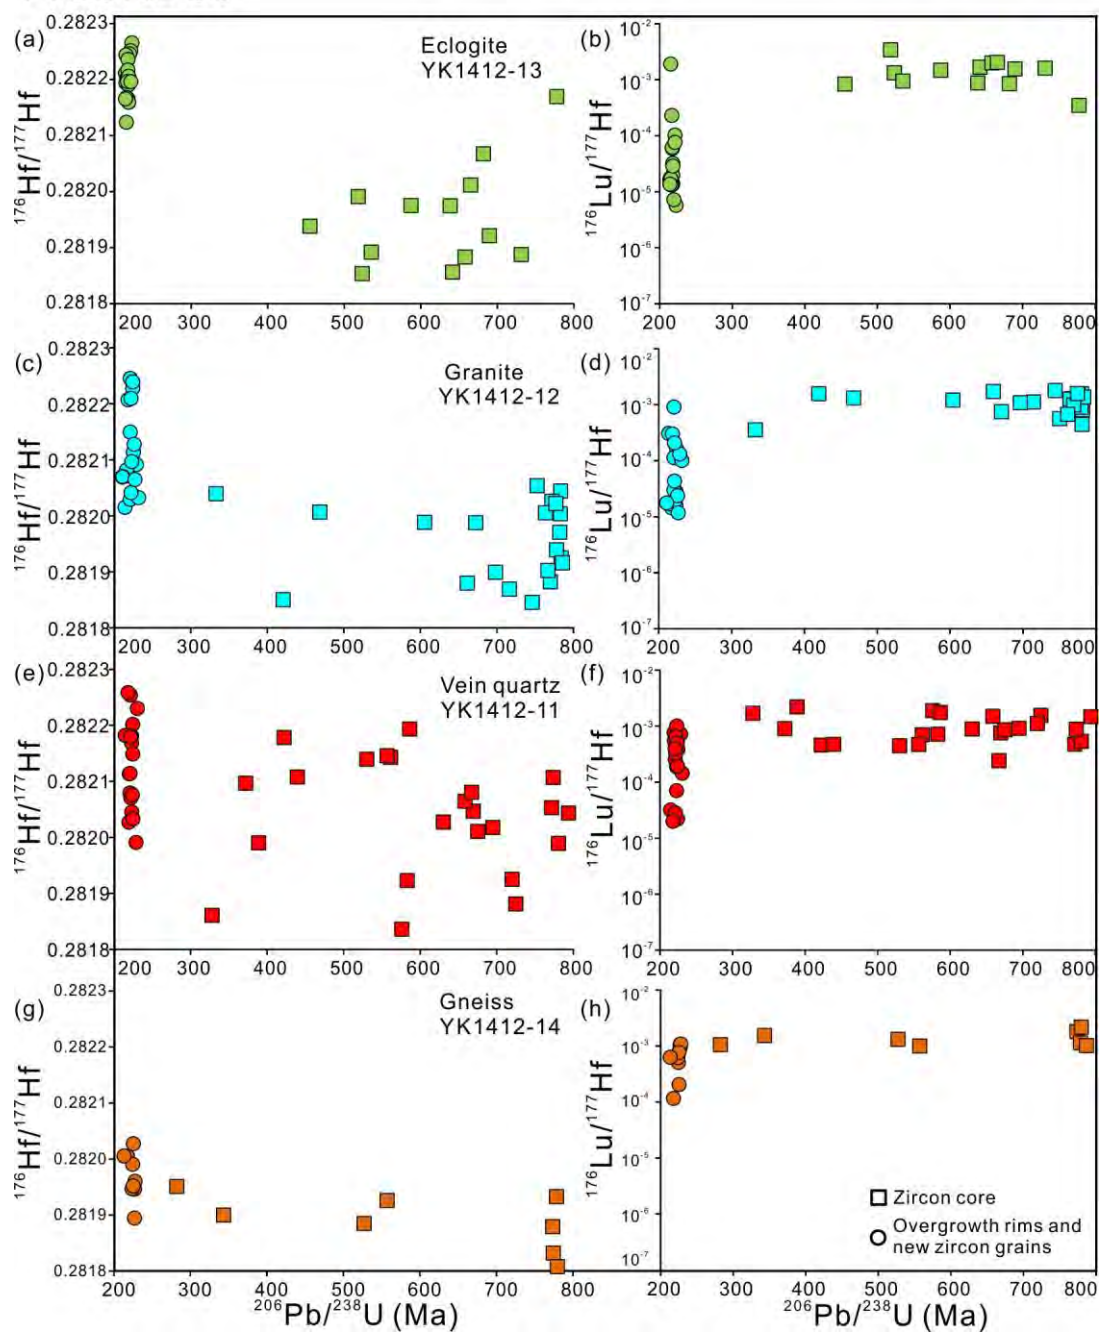 (a)
Eclogite
YK1412-13
¹⁷⁶Hf/¹⁷⁷Hf
0.2823
0.2822
0.2821
0.2820
0.2819
0.2818
200 300 400 500 600 700 800
(b)
¹⁷⁶Lu/¹⁷⁷Hf
10⁻²
10⁻³
10⁻⁴
10⁻⁵
10⁻⁶
10⁻⁷
200 300 400 500 600 700 800
(c)
Granite
YK1412-12
¹⁷⁶Hf/¹⁷⁷Hf
0.2823
0.2822
0.2821
0.2820
0.2819
0.2818
200 300 400 500 600 700 800
(d)
¹⁷⁶Lu/¹⁷⁷Hf
10⁻²
10⁻³
10⁻⁴
10⁻⁵
10⁻⁶
10⁻⁷
200 300 400 500 600 700 800
(e)
Vein quartz
YK1412-11
¹⁷⁶Hf/¹⁷⁷Hf
0.2823
0.2822
0.2821
0.2820
0.2819
0.2818
200 300 400 500 600 700 800
(f)
¹⁷⁶Lu/¹⁷⁷Hf
10⁻²
10⁻³
10⁻⁴
10⁻⁵
10⁻⁶
10⁻⁷
200 300 400 500 600 700 800
(g)
Gneiss
YK1412-14
¹⁷⁶Hf/¹⁷⁷Hf
0.2823
0.2822
0.2821
0.2820
0.2819
0.2818
200 300 400 500 600 700 800
²⁰⁶Pb/²³⁸U (Ma)
(h)
¹⁷⁶Lu/¹⁷⁷Hf
10⁻²
10⁻³
10⁻⁴
10⁻⁵
10⁻⁶
10⁻⁷
Zircon core
Overgrowth rims and
new zircon grains
200 300 400 500 600 700 800
²⁰⁶Pb/²³⁸U (Ma)